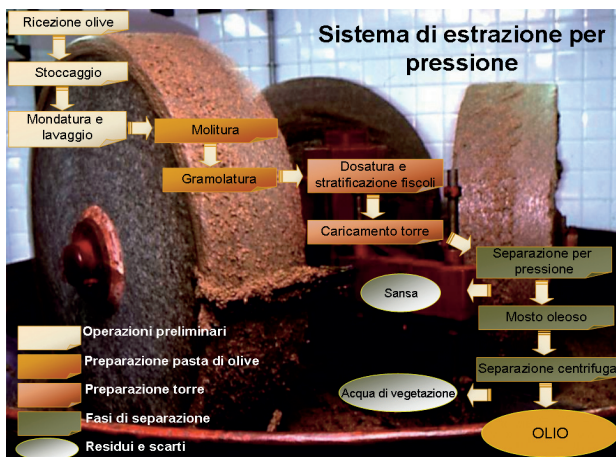 Ricezione olive
Sistema di estrazione per
pressione
Stoccaggio
Mondatura e
lavaggio
Molitura
Gramolatura
Dosatura e
stratificazione fiscoli
Caricamento torre
Separazione per
pressione
Sansa
Mosto oleoso
Separazione centrifuga
Acqua di vegetazione
OLIO
Operazioni preliminari
Preparazione pasta di olive
Preparazione torre
Fasi di separazione
Residui e scarti